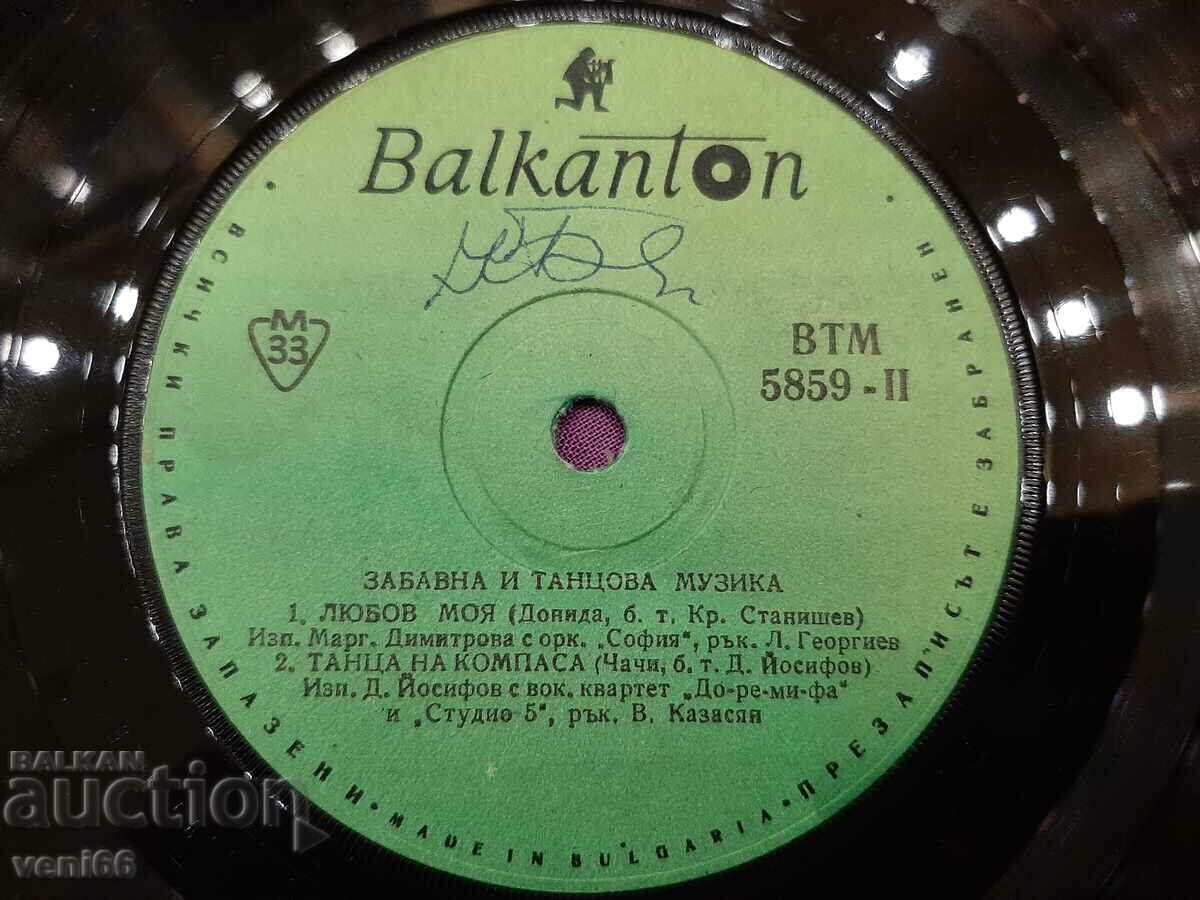 Balkanton
M
33
ВТМ
5859 - II
ЗАБАВНА И ТАНЦОВА МУЗИКА
1. ЛЮБОВ МОЯ (Донида, б. т. Кр. Станишев)
Изп. Марг. Димитрова с орк. „София", рък. Л. Георгиев
2. ТАНЦА НА КОМПАСА (Чачи, б. т. Д. Йосифов)
Изп. Д. Йосифов с вок. квартет „До-ре-ми-фа"
и „Студио 5", рък. В. Казасян
• ВСИЧКИ ПРАВА ЗАПАЗЕНИ • MADE IN BULGARIA • ПРЕЗАПИСЪТ Е ЗАБРАНЕН •
BALKAN
auction
veni66